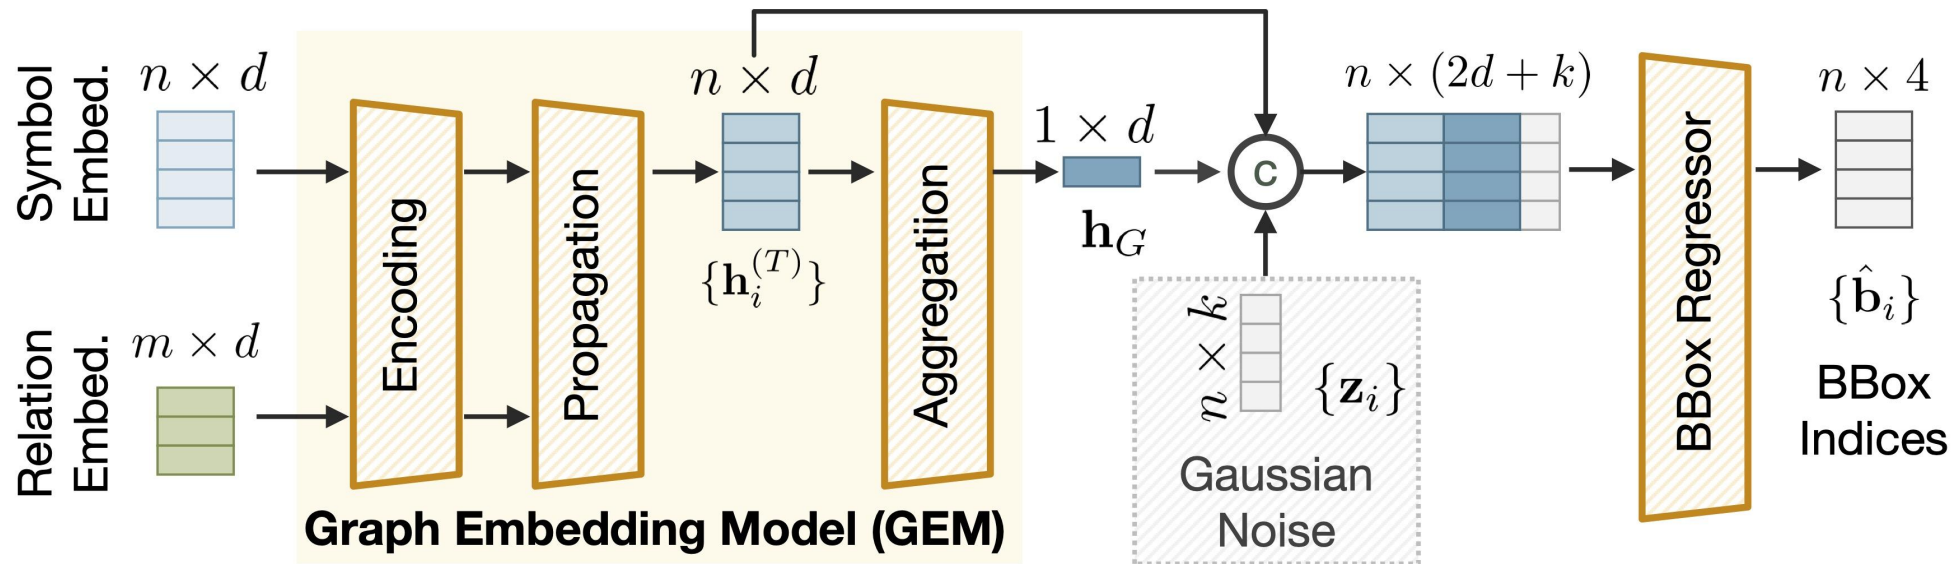 Symbol
Embed.
n × d
Relation
Embed.
m × d
Encoding
Propagation
n × d
{h_i^{(T)}}
Aggregatiion
Graph Embedding Model (GEM)
1 × d
h_G
C
n × k
{z_i}
Gaussian
Noise
n × (2d + k)
BBox Regressor
n × 4
{\hat{b}_i}
BBox
Indices